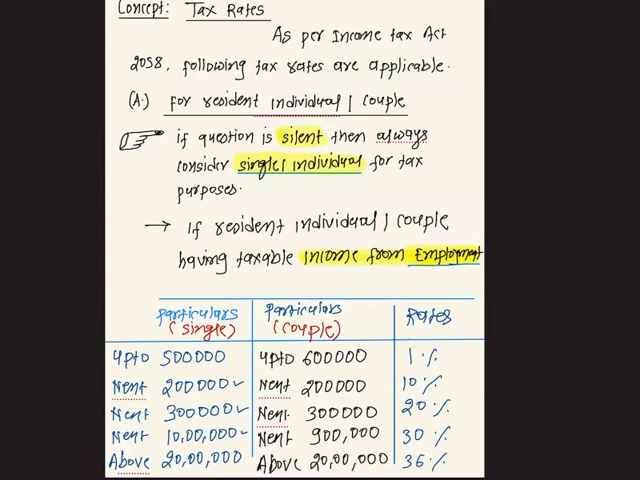 Concept: Tax Rates
As per Income tax Act
2058, following tax rates are applicable.
(A.) For resident individual / couple
if question is silent then always
consider single/individual for tax
purposes.
→ If resident individual / couple
having taxable income from Employment
Particulars (single) Particulars (couple) Rates
Upto 500000 Upto 600000 1%
Next 200000 Next 200000 10%
Next 300000 Next 300000 20%
Next 10,00,000 Next 900,000 30%
Above 20,00,000 Above 20,00,000 36%